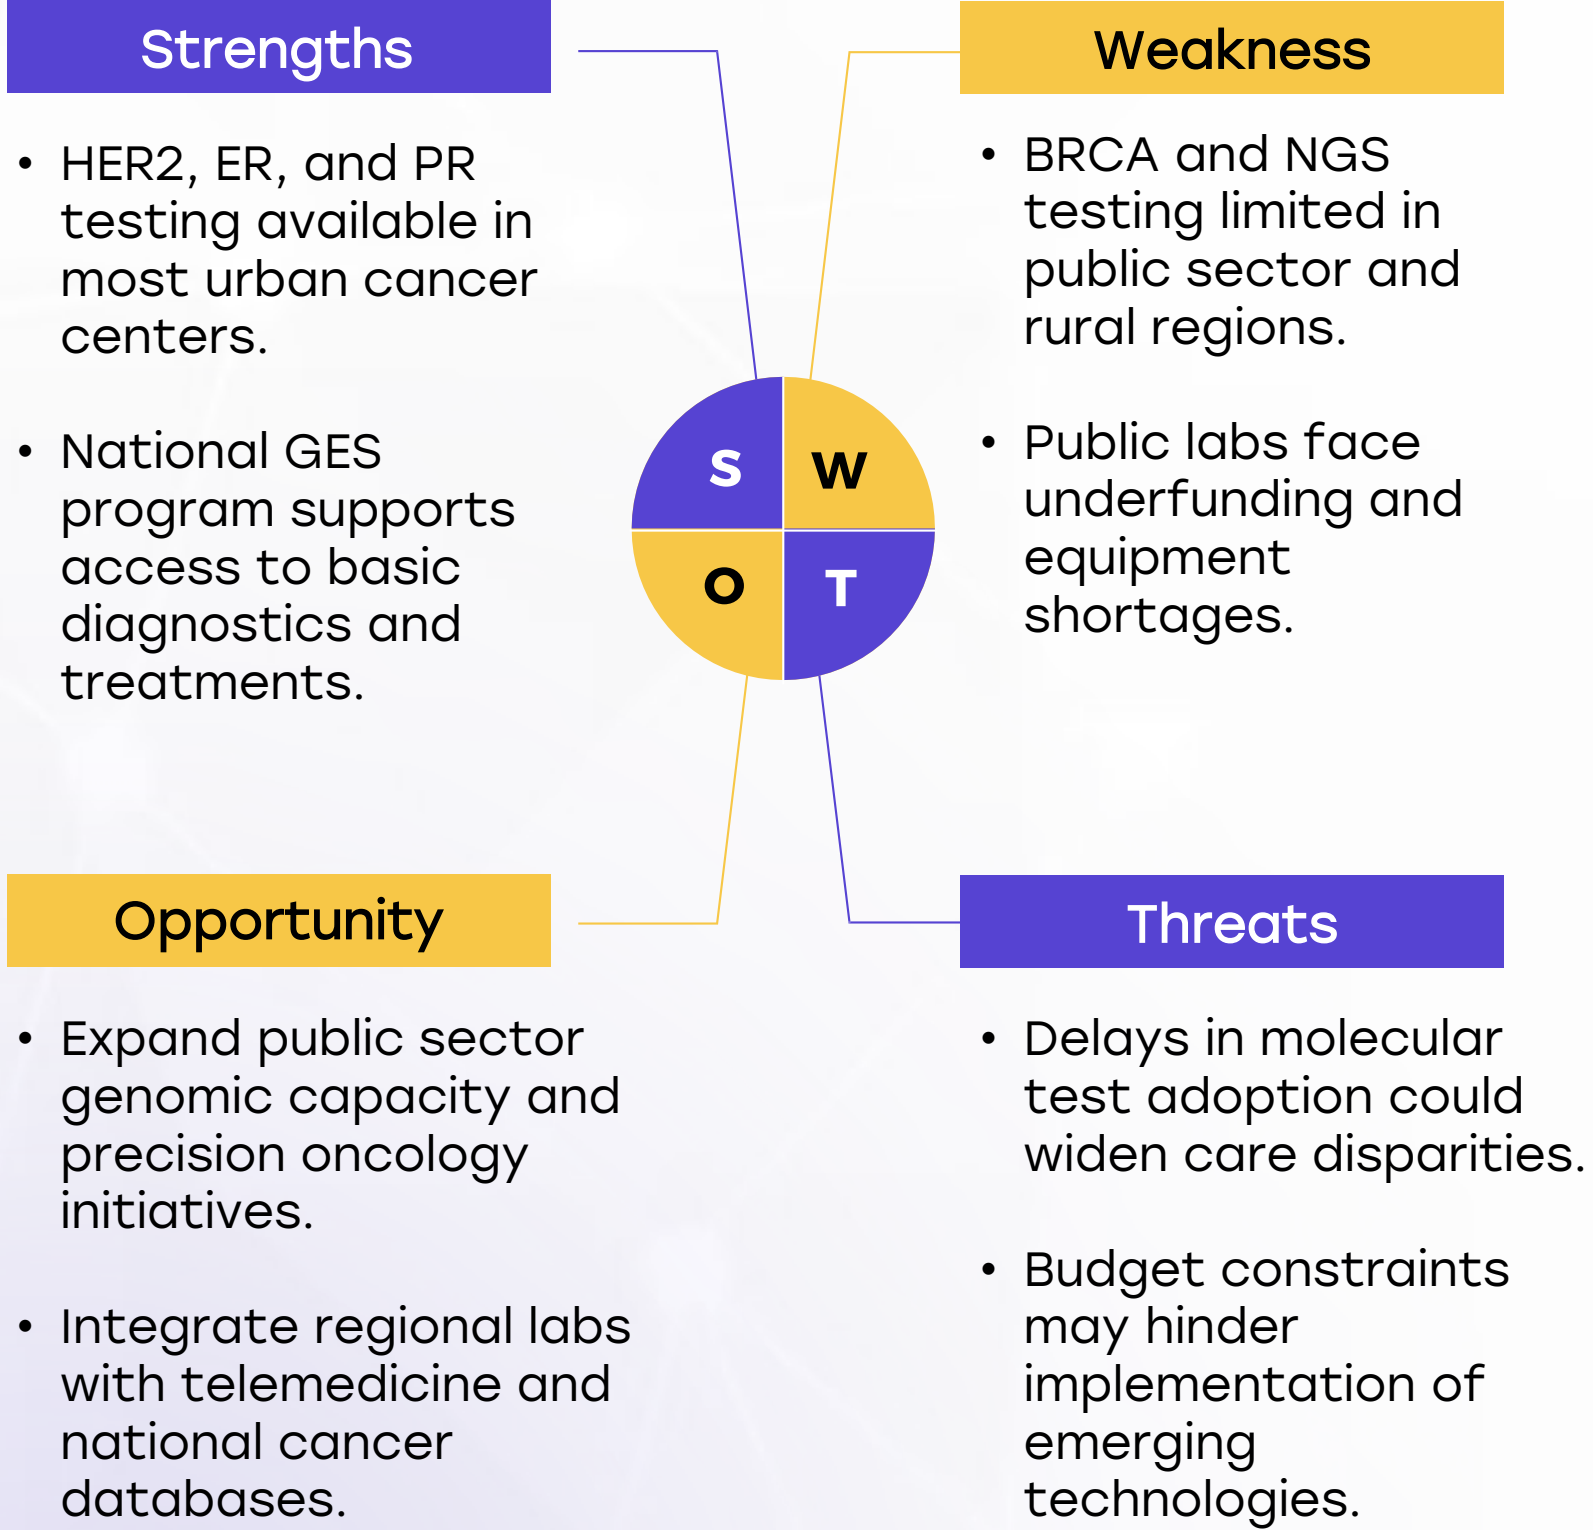 Strengths
• HER2, ER, and PR
testing available in
most urban cancer
centers.
• National GES
program supports
access to basic
diagnostics and
treatments.
Weakness
• BRCA and NGS
testing limited in
public sector and
rural regions.
• Public labs face
underfunding and
equipment
shortages.
S
W
O
T
Opportunity
• Expand public sector
genomic capacity and
precision oncology
initiatives.
• Integrate regional labs
with telemedicine and
national cancer
databases.
Threats
• Delays in molecular
test adoption could
widen care disparities.
• Budget constraints
may hinder
implementation of
emerging
technologies.